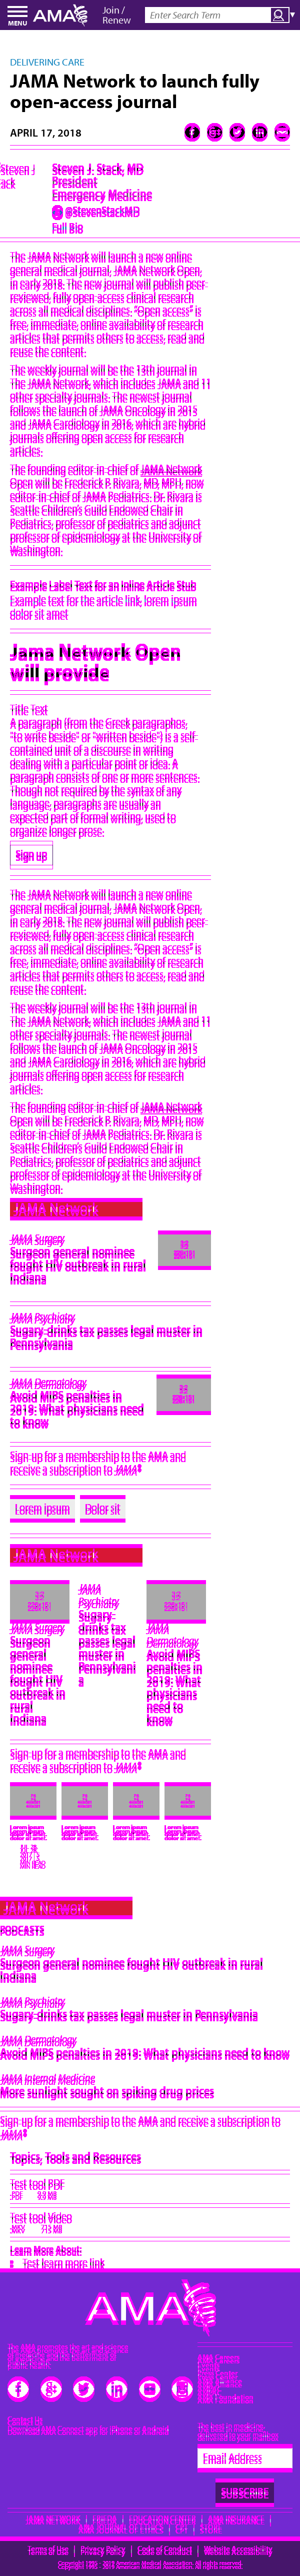 MENU
AMA
Join /
Renew
Enter Search Term
DELIVERING CARE
JAMA Network to launch fully
open-access journal
APRIL 17, 2018
Steven J. Stack, MD
President
Emergency Medicine
@StevenStackMD
Full Bio
The JAMA Network will launch a new online
general medical journal, JAMA Network Open,
in early 2018. The new journal will publish peer-
reviewed, fully open-access clinical research
across all medical disciplines. "Open access" is
free, immediate, online availability of research
articles that permits others to access, read and
reuse the content.
The weekly journal will be the 13th journal in
The JAMA Network, which includes JAMA and 11
other specialty journals. The newest journal
follows the launch of JAMA Oncology in 2015
and JAMA Cardiology in 2016, which are hybrid
journals offering open access for research
articles.
The founding editor-in-chief of JAMA Network
Open will be Frederick P. Rivara, MD, MPH, now
editor-in-chief of JAMA Pediatrics. Dr. Rivara is
Seattle Children's Guild Endowed Chair in
Pediatrics, professor of pediatrics and adjunct
professor of epidemiology at the University of
Washington.
Example Label Text for an Inline Article Stub
Example text for the article link, lorem ipsum
dolor sit amet
Jama Network Open
will provide
Title Text
A paragraph (from the Greek paragraphos,
"to write beside" or "written beside") is a self-
contained unit of a discourse in writing
dealing with a particular point or idea. A
paragraph consists of one or more sentences.
Though not required by the syntax of any
language, paragraphs are usually an
expected part of formal writing, used to
organize longer prose.
Sign up
The JAMA Network will launch a new online
general medical journal, JAMA Network Open,
in early 2018. The new journal will publish peer-
reviewed, fully open-access clinical research
across all medical disciplines. "Open access" is
free, immediate, online availability of research
articles that permits others to access, read and
reuse the content.
The weekly journal will be the 13th journal in
The JAMA Network, which includes JAMA and 11
other specialty journals. The newest journal
follows the launch of JAMA Oncology in 2015
and JAMA Cardiology in 2016, which are hybrid
journals offering open access for research
articles.
The founding editor-in-chief of JAMA Network
Open will be Frederick P. Rivara, MD, MPH, now
editor-in-chief of JAMA Pediatrics. Dr. Rivara is
Seattle Children's Guild Endowed Chair in
Pediatrics, professor of pediatrics and adjunct
professor of epidemiology at the University of
Washington.
JAMA Network
JAMA Surgery
Surgeon general nominee
fought HIV outbreak in rural
Indiana
JAMA Psychiatry
Sugary-drinks tax passes legal muster in
Pennsylvania
JAMA Dermatology
Avoid MIPS penalties in
2019: What physicians need
to know
Sign-up for a membership to the AMA and
receive a subscription to JAMA®
Lorem ipsum
Dolor sit
JAMA Network
JAMA Surgery
Surgeon
general
nominee
fought HIV
outbreak in
rural
Indiana
JAMA
Psychiatry
Sugary-
drinks tax
passes legal
muster in
Pennsylvani
a
JAMA
Dermatology
Avoid MIPS
penalties in
2019: What
physicians
need to
know
Sign-up for a membership to the AMA and
receive a subscription to JAMA®
Lorem ipsum
dolor sit amet.
Lorem ipsum
dolor sit amet.
Lorem ipsum
dolor sit amet.
Lorem ipsum
dolor sit amet.
JAMA Network
PODCASTS
JAMA Surgery
Surgeon general nominee fought HIV outbreak in rural
Indiana
JAMA Psychiatry
Sugary-drinks tax passes legal muster in Pennsylvania
JAMA Dermatology
Avoid MIPS penalties in 2019: What physicians need to know
JAMA Internal Medicine
More sunlight sought on spiking drug prices
Sign-up for a membership to the AMA and receive a subscription to
JAMA®
Topics, Tools and Resources
Test tool PDF
PDF
Test tool Video
Learn More About:
Test learn more link
AMA
Contact Us
AMA Careers
AMA Foundation
Email Address
SUBSCRIBE
Terms of Use | Privacy Policy | Code of Conduct | Website Accessibility
Copyright 1995 - 2018 American Medical Association. All rights reserved.